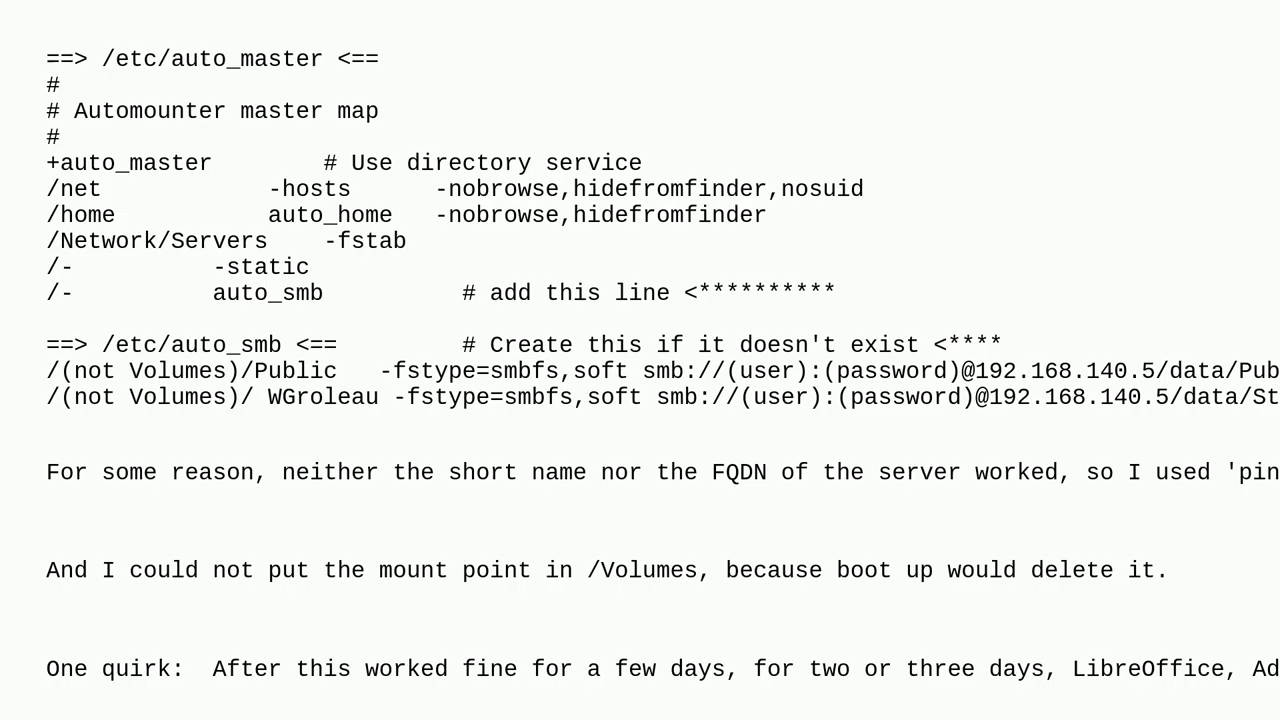 ==> /etc/auto_master <==
#
# Automounter master map
#
+auto_master        # Use directory service
/net            -hosts      -nobrowse,hidefromfinder,nosuid
/home           auto_home   -nobrowse,hidefromfinder
/Network/Servers    -fstab
/-          -static
/-          auto_smb          # add this line <**********
==> /etc/auto_smb <==         # Create this if it doesn't exist <****
/(not Volumes)/Public   -fstype=smbfs,soft smb://(user):(password)@192.168.140.5/data/Pub
/(not Volumes)/ WGroleau -fstype=smbfs,soft smb://(user):(password)@192.168.140.5/data/St
For some reason, neither the short name nor the FQDN of the server worked, so I used 'pin
And I could not put the mount point in /Volumes, because boot up would delete it.
One quirk:  After this worked fine for a few days, for two or three days, LibreOffice, Ad